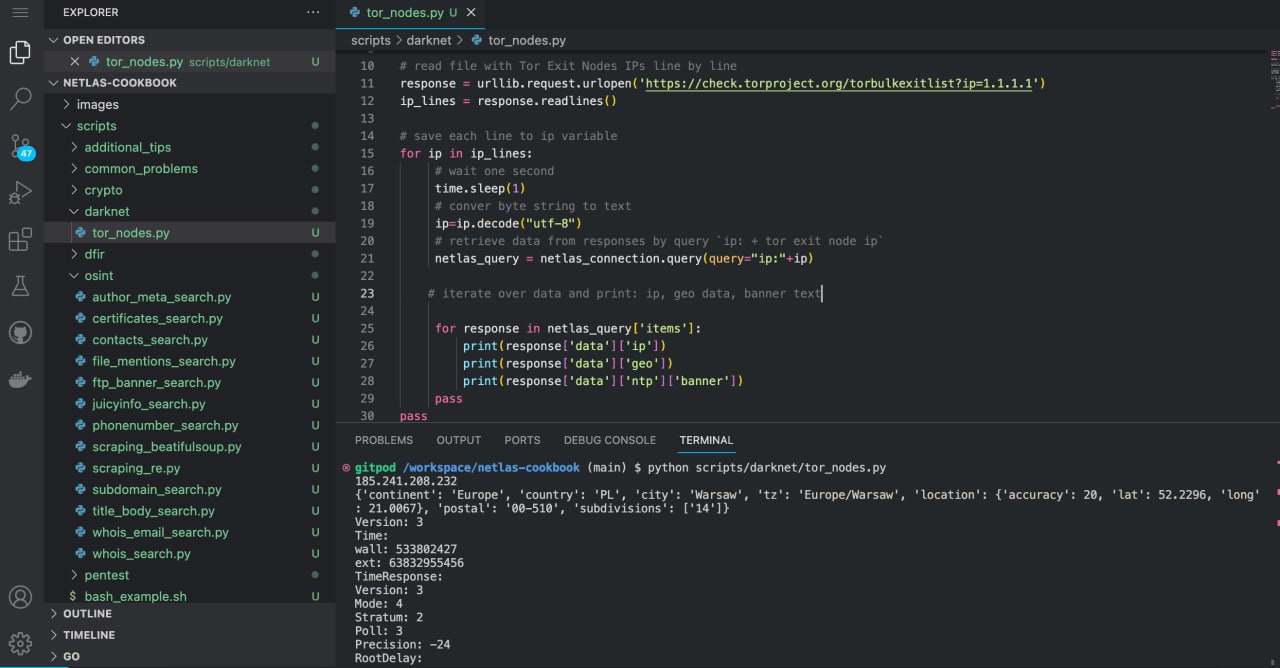 EXPLORER
···
OPEN EDITORS
tor_nodes.py scripts/darknet U
NETLAS-COOKBOOK
images
scripts
additional_tips
common_problems
crypto
darknet
tor_nodes.py U
dfir
osint
author_meta_search.py U
certificates_search.py U
contacts_search.py U
file_mentions_search.py U
ftp_banner_search.py U
juicyinfo_search.py U
phonenumber_search.py U
scraping_beatifulsoup.py U
scraping_re.py U
subdomain_search.py U
title_body_search.py U
whois_email_search.py U
whois_search.py U
pentest
$ bash_example.sh U
OUTLINE
TIMELINE
GO
47
tor_nodes.py U
scripts > darknet > tor_nodes.py
10 # read file with Tor Exit Nodes IPs line by line
11 response = urllib.request.urlopen('https://check.torproject.org/torbulkexitlist?ip=1.1.1.1')
12 ip_lines = response.readlines()
13
14 # save each line to ip variable
15 for ip in ip_lines:
16 # wait one second
17 time.sleep(1)
18 # conver byte string to text
19 ip=ip.decode("utf-8")
20 # retrieve data from responses by query `ip: + tor exit node ip`
21 netlas_query = netlas_connection.query(query="ip:"+ip)
22
23 # iterate over data and print: ip, geo data, banner text
24
25 for response in netlas_query['items']:
26 print(response['data']['ip'])
27 print(response['data']['geo'])
28 print(response['data']['ntp']['banner'])
29 pass
30 pass
PROBLEMS OUTPUT PORTS DEBUG CONSOLE TERMINAL
gitpod /workspace/netlas-cookbook (main) $ python scripts/darknet/tor_nodes.py
185.241.208.232
{'continent': 'Europe', 'country': 'PL', 'city': 'Warsaw', 'tz': 'Europe/Warsaw', 'location': {'accuracy': 20, 'lat': 52.2296, 'long'
: 21.0067}, 'postal': '00-510', 'subdivisions': ['14']}
Version: 3
Time:
wall: 533802427
ext: 63832955456
TimeResponse:
Version: 3
Mode: 4
Stratum: 2
Poll: 3
Precision: -24
RootDelay: